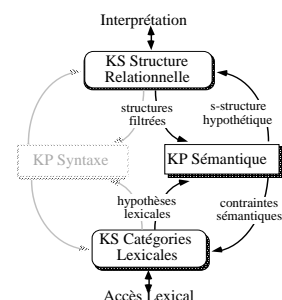 Interprétation
KS Structure
Relationnelle
structures
filtrées
s-structure
hypothétique
KP Syntaxe
KP Sémantique
hypothèses
lexicales
contraintes
sémantiques
KS Catégories
Lexicales
Accès Lexical